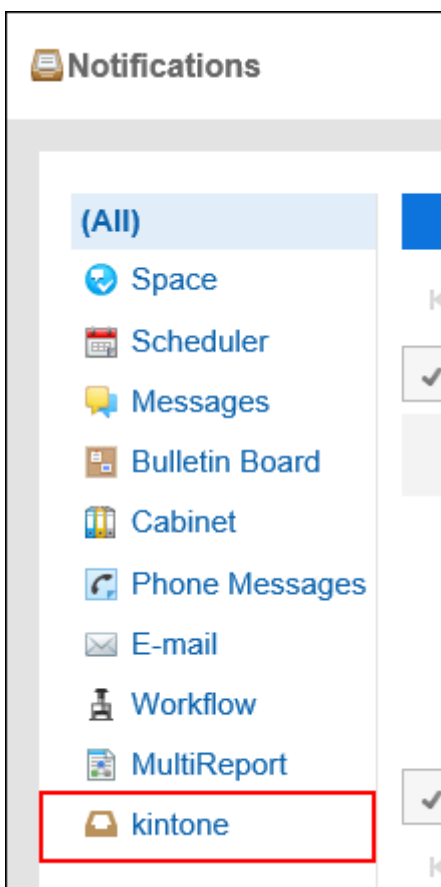 Notifications
(All)
Space
Scheduler
Messages
Bulletin Board
Cabinet
Phone Messages
E-mail
Workflow
MultiReport
kintone